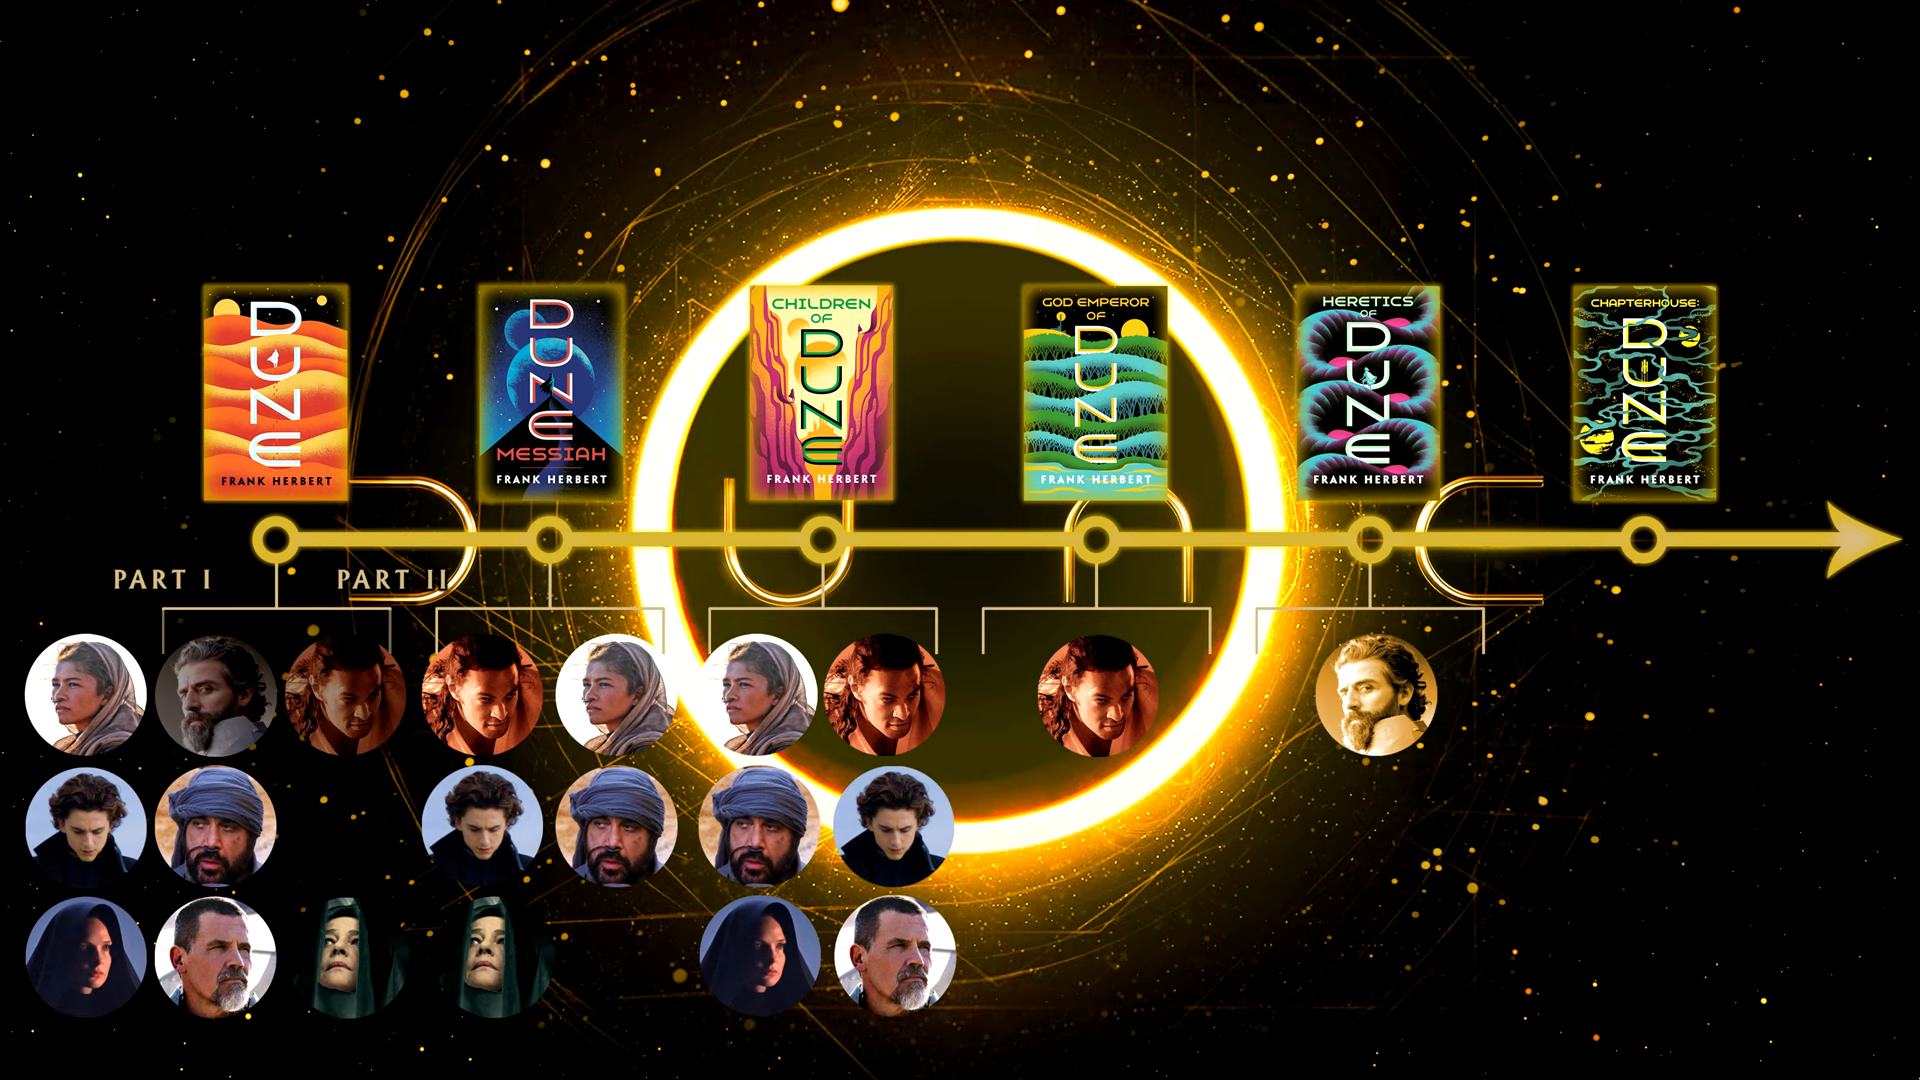 DUNE
FRANK HERBERT
DUNE
MESSIAH
FRANK HERBERT
CHILDREN
OF
DUNE
FRANK HERBERT
GOD EMPEROR
OF
DUNE
FRANK HERBERT
HERETICS
OF
DUNE
FRANK HERBERT
CHAPTERHOUSE:
DUNE
FRANK HERBERT
PART I
PART II